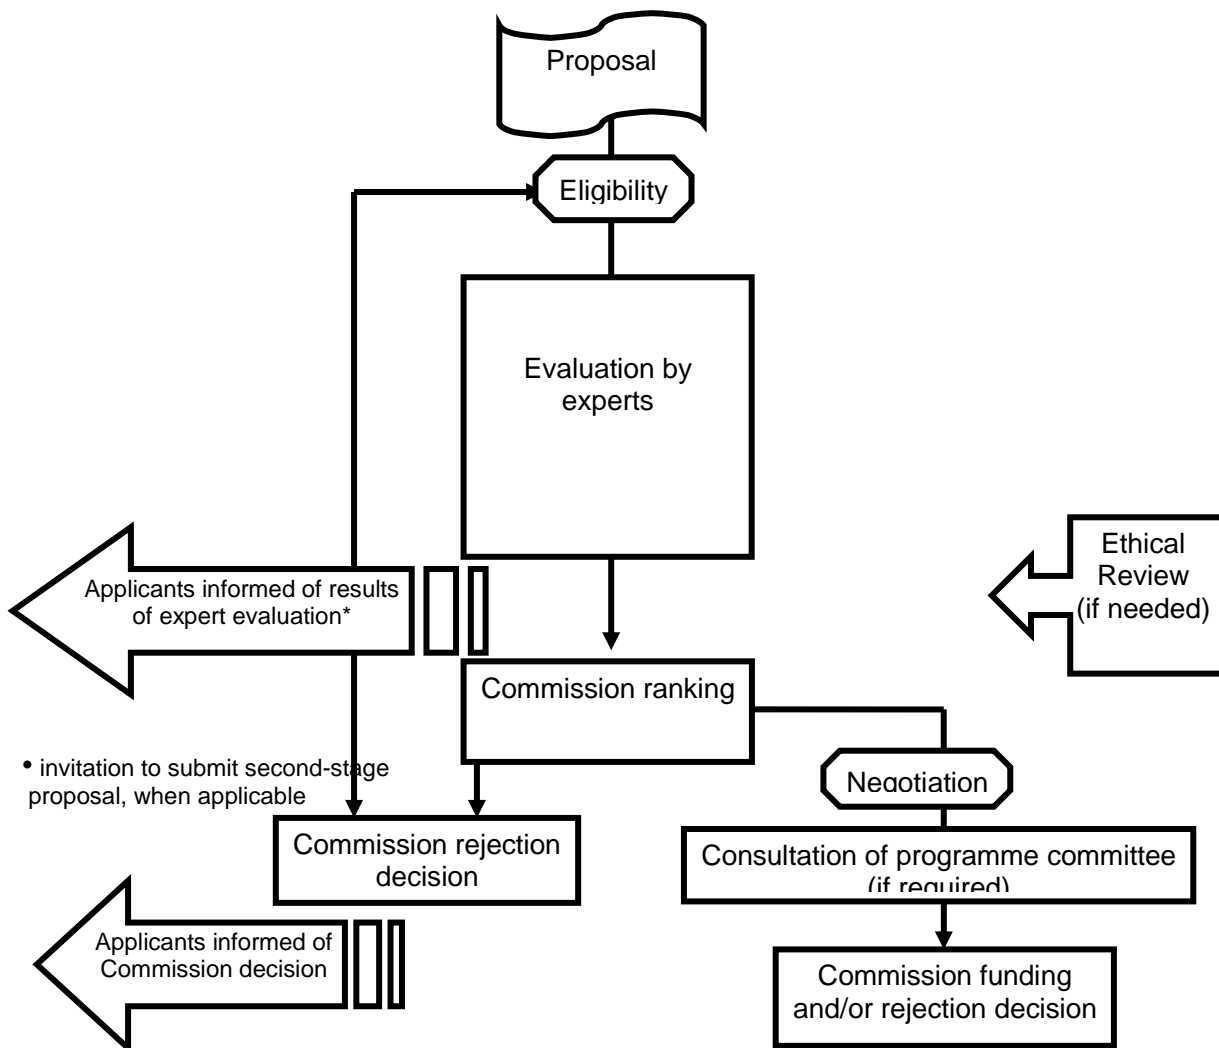 Proposal
Eligibility
Evaluation by
experts
Ethical
Review
(if needed)
Applicants informed of results
of expert evaluation*
Commission ranking
• invitation to submit second-stage
proposal, when applicable
Negotiation
Commission rejection
decision
Consultation of programme committee
(if required)
Applicants informed of
Commission decision
Commission funding
and/or rejection decision